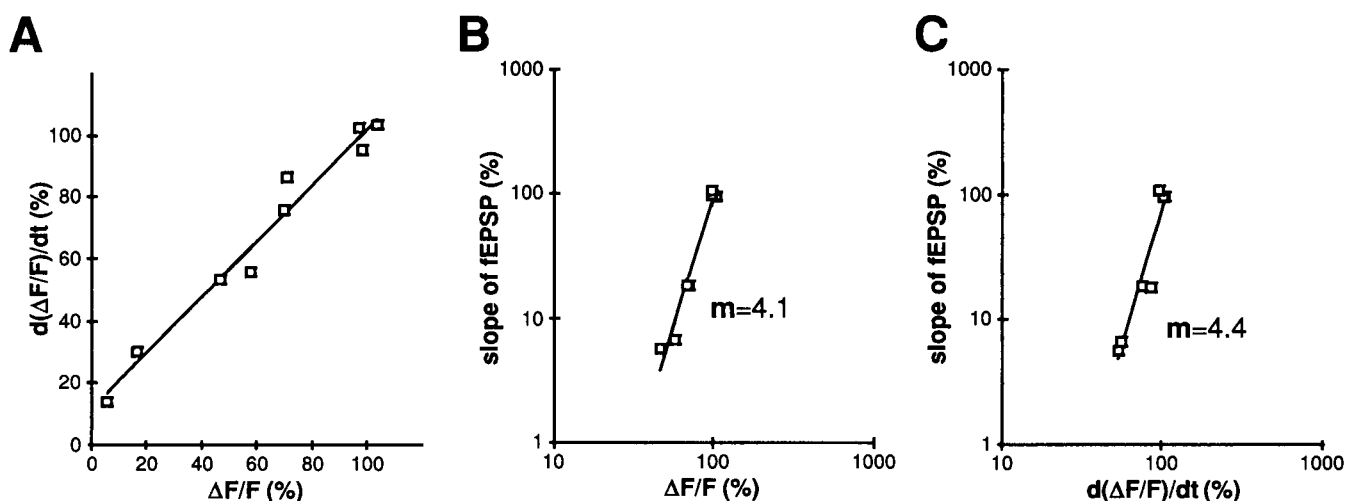 A
d(ΔF/F)/dt (%)
100
80
60
40
20
0
0 20 40 60 80 100
ΔF/F (%)
B
slope of fEPSP (%)
1000
100
10
1
m=4.1
10 100 1000
ΔF/F (%)
C
slope of fEPSP (%)
1000
100
10
1
m=4.4
10 100 1000
d(ΔF/F)/dt (%)